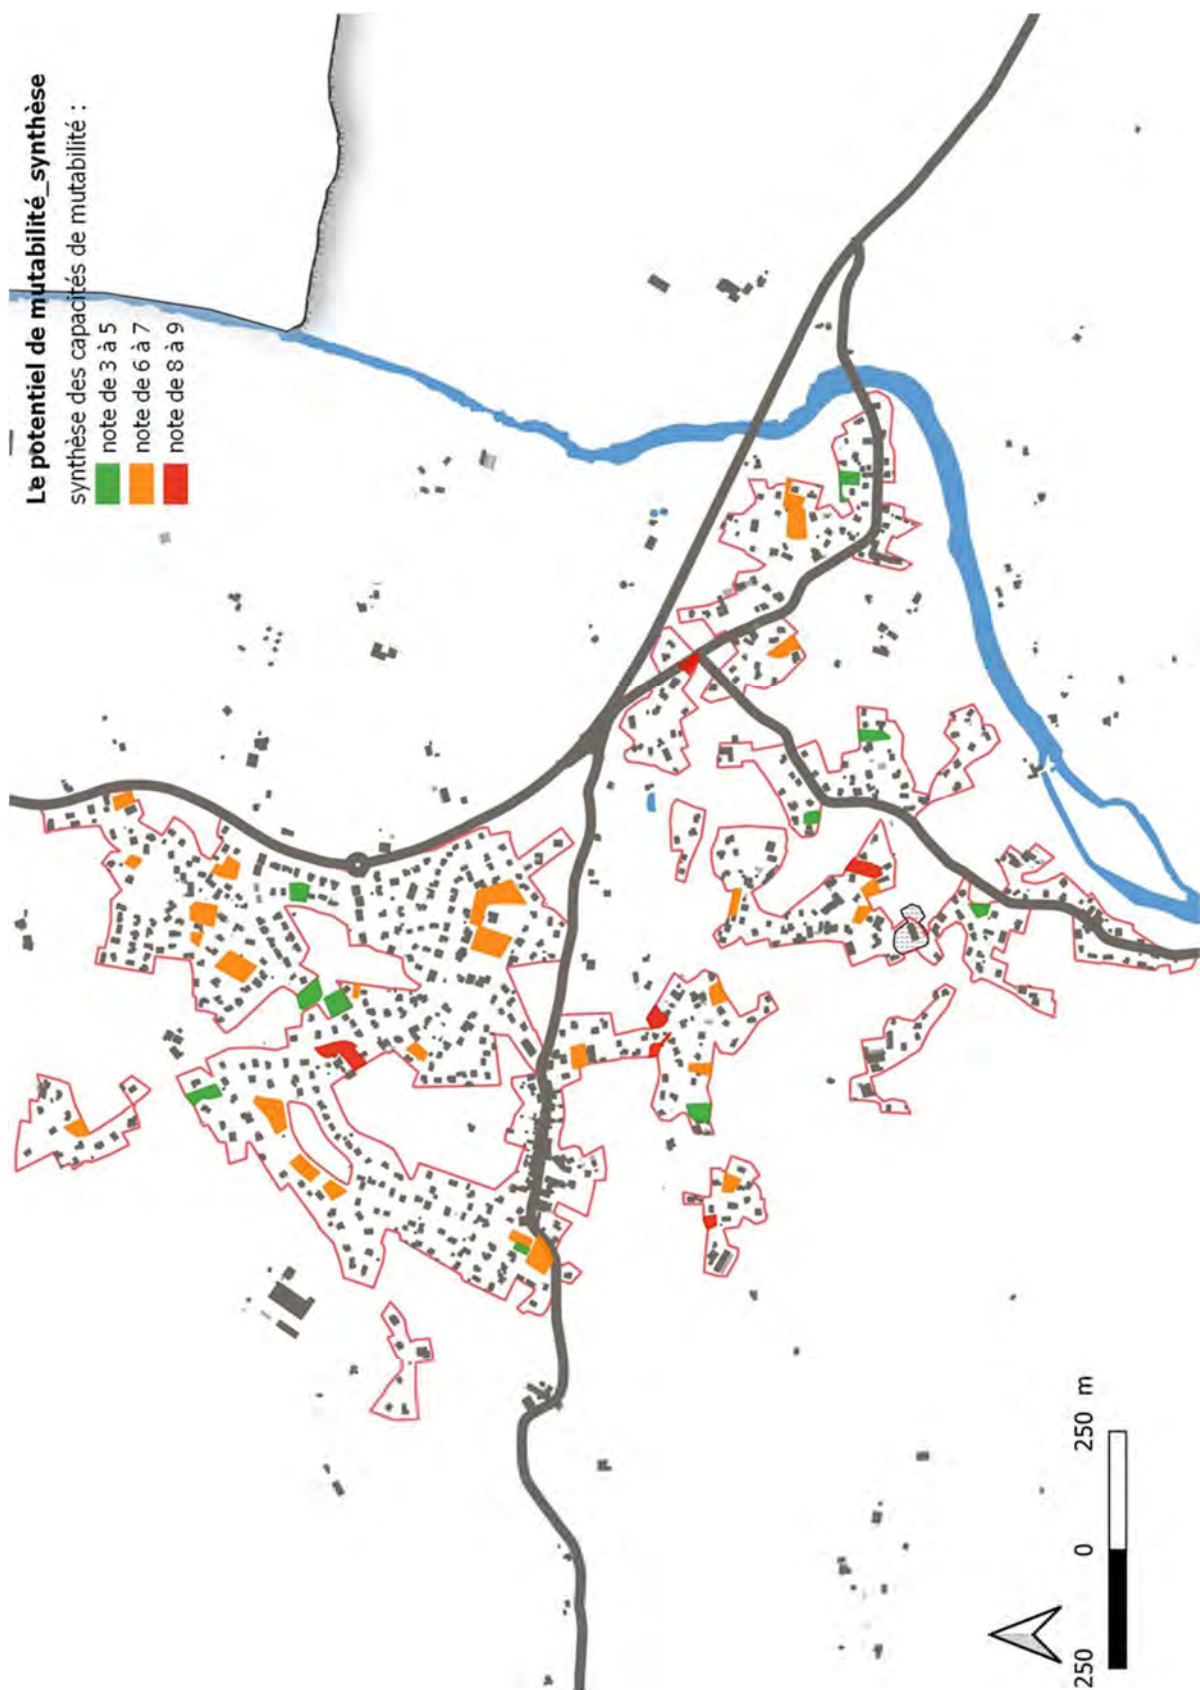 Le potentiel de mutabilité_synthèse
synthèse des capacités de mutabilité :
note de 3 à 5
note de 6 à 7
note de 8 à 9
250 0 250 m